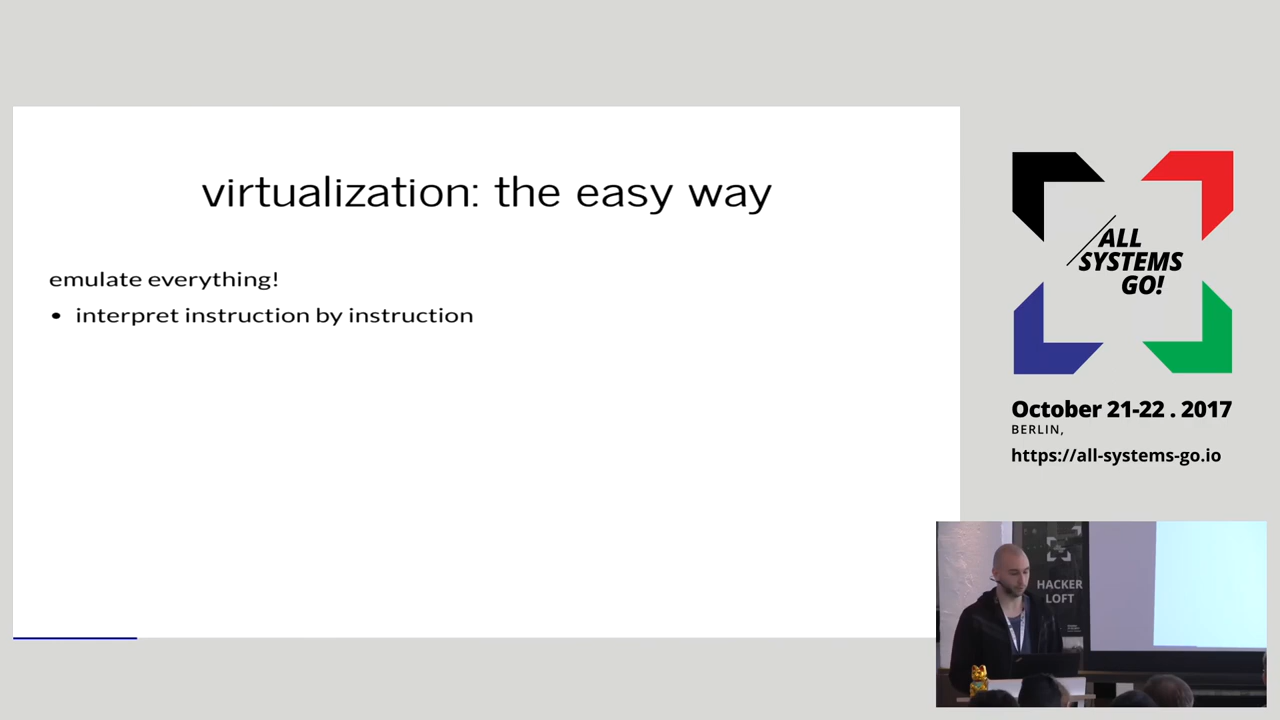 virtualization: the easy way
emulate everything!
• interpret instruction by instruction
ALL
SYSTEMS
GO!
October 21-22 . 2017
BERLIN,
https://all-systems-go.io
HACKER
LOFT